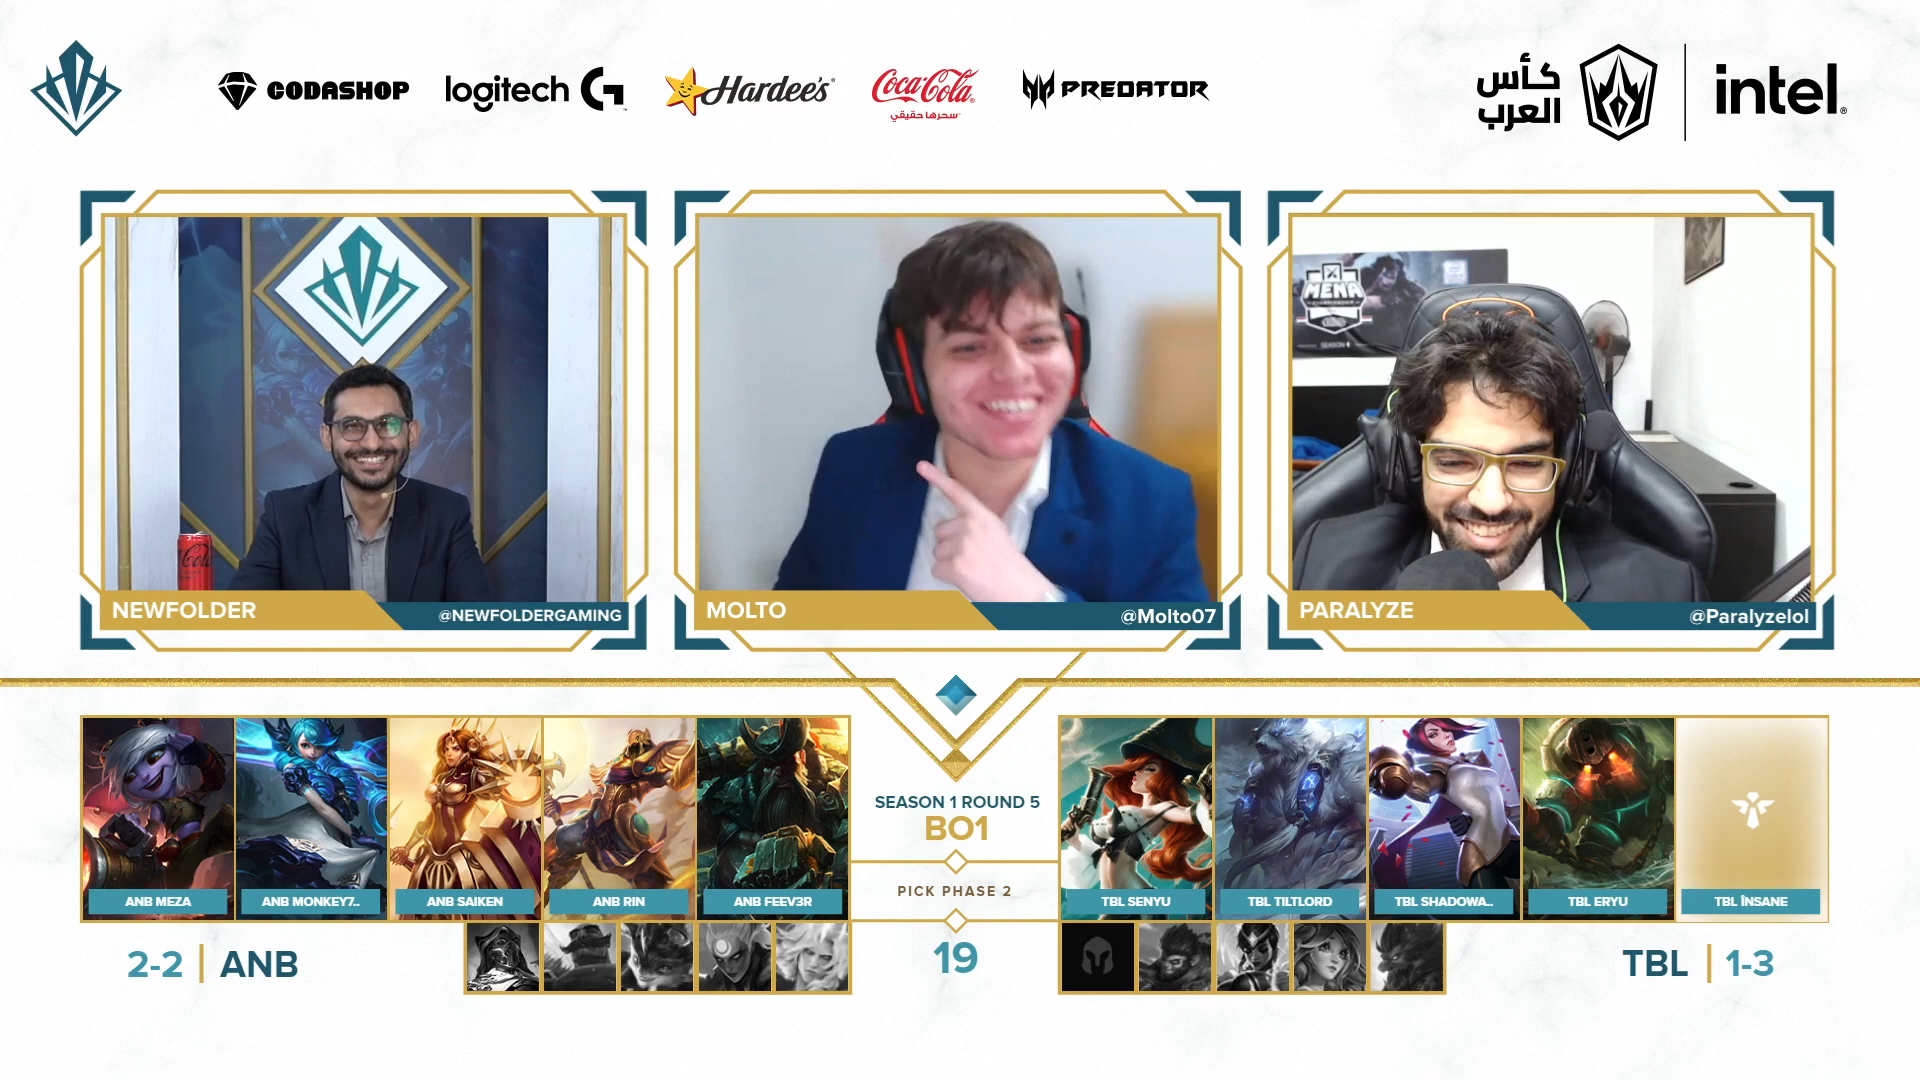 CODASHOP
logitech G
Hardee's
Coca-Cola
سحرها حقيقي
PREDATOR
كأس
العرب
intel
MENA
SEASON
NEWFOLDER
@NEWFOLDERGAMING
MOLTO
@Molto07
PARALYZE
@Paralyzelol
SEASON 1 ROUND 5
BO1
PICK PHASE 2
19
ANB MEZA
ANB MONKEY7..
ANB SAIKEN
ANB RIN
ANB FEEV3R
TBL SENYU
TBL TILTLORD
TBL SHADOWA..
TBL ERYU
TBL ÎNSANE
2-2 | ANB
TBL | 1-3